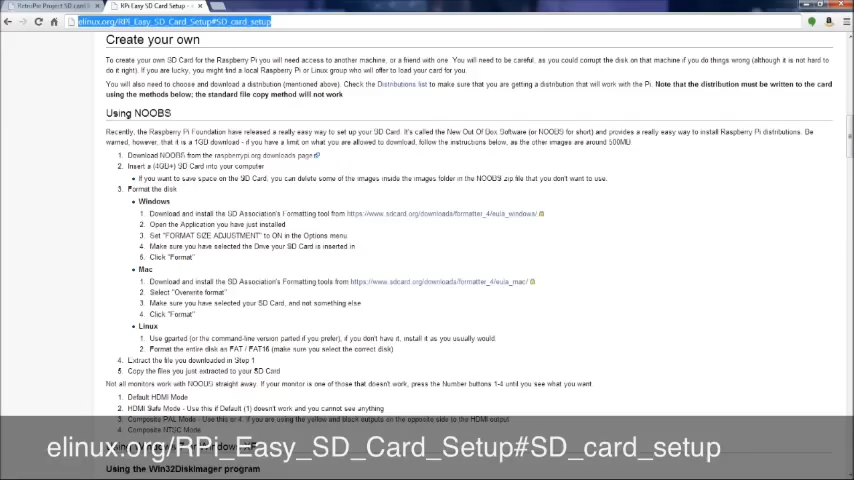 RetroPie Project SD card i
RPi Easy SD Card Setup -
elinux.org/RPi_Easy_SD_Card_Setup#SD_card_setup
Create your own
To create your own SD Card for the Raspberry Pi you will need access to another machine, or a friend with one. You will need to be careful, as you could corrupt the disk on that machine if you do things wrong (although it is not hard to
do it right). If you are lucky, you might find a local Raspberry Pi or Linux group who will offer to load your card for you.
You will also need to choose and download a distribution (mentioned above). Check the Distributions list to make sure that you are getting a distribution that will work with the Pi. Note that the distribution must be written to the card
using the methods below; the standard file copy method will not work
Using NOOBS
Recently, the Raspberry Pi Foundation have released a really easy way to set up your SD Card. It's called the New Out Of Box Software (or NOOBS for short) and provides a really easy way to install Raspberry Pi distributions. Be
warned, however, that it is a 1GB download - if you have a limit on what you are allowed to download, follow the instructions below, as the other images are around 500MB.
1. Download NOOBS from the raspberrypi.org downloads page
2. Insert a (4GB+) SD Card into your computer
• If you want to save space on the SD Card, you can delete some of the images inside the images folder in the NOOBS zip file that you don't want to use.
3. Format the disk
• Windows
1. Download and install the SD Association's Formatting tool from https://www.sdcard.org/downloads/formatter_4/eula_windows/
2. Open the Application you have just installed
3. Set "FORMAT SIZE ADJUSTMENT" to ON in the Options menu
4. Make sure you have selected the Drive your SD Card is inserted in
5. Click "Format"
• Mac
1. Download and install the SD Association's Formatting tools from https://www.sdcard.org/downloads/formatter_4/eula_mac/
2. Select "Overwrite format"
3. Make sure you have selected your SD Card, and not something else
4. Click "Format"
• Linux
1. Use gparted (or the command-line version parted if you prefer), if you don't have it, install it as you usually would.
2. Format the entire disk as FAT / FAT16 (make sure you select the correct disk)
4. Extract the file you downloaded in Step 1
5. Copy the files you just extracted to your SD Card
Not all monitors work with NOOBS straight away. If your monitor is one of those that doesn't work, press the Number buttons 1-4 until you see what you want
1. Default HDMI Mode
2. HDMI Safe Mode - Use this if Default (1) doesn't work and you cannot see anything
3. Composite PAL Mode - Use this or 4, if you are using the yellow and black outputs on the opposite side to the HDMI output
4. Composite NTSC Mode
elinux.org/RPi_Easy_SD_Card_Setup#SD_card_setup
Using the Win32Diskimager program